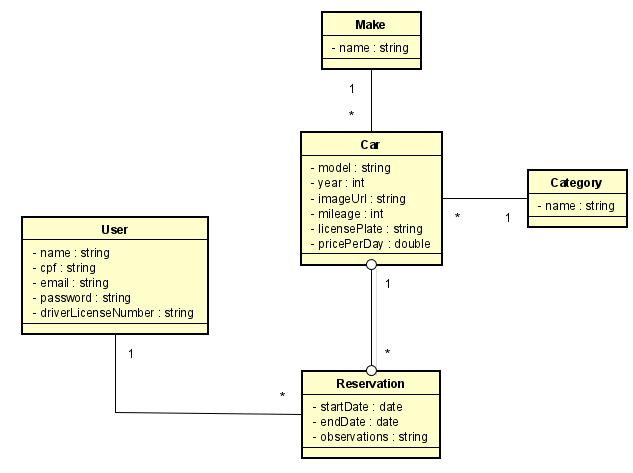 Make
- name : string
1
*
Car
- model : string
- year : int
- imageUrl : string
- mileage : int
- licensePlate : string
- pricePerDay : double
Category
- name : string
*
1
User
- name : string
- cpf : string
- email : string
- password : string
- driverLicenseNumber : string
1
*
1
*
Reservation
- startDate : date
- endDate : date
- observations : string